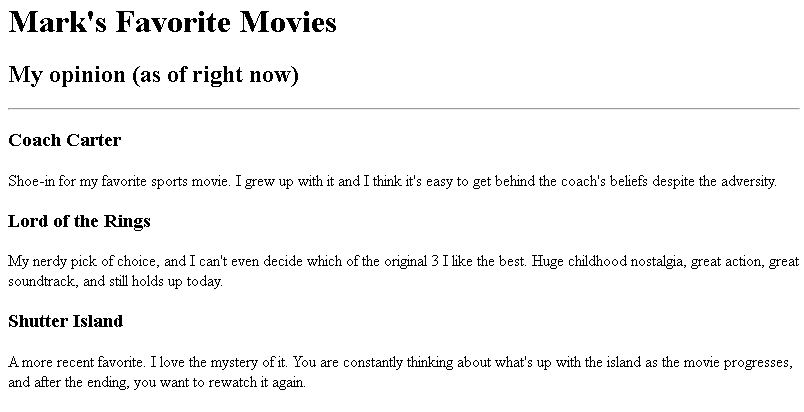 Mark's Favorite Movies
My opinion (as of right now)
Coach Carter
Shoe-in for my favorite sports movie. I grew up with it and I think it's easy to get behind the coach's beliefs despite the adversity.
Lord of the Rings
My nerdy pick of choice, and I can't even decide which of the original 3 I like the best. Huge childhood nostalgia, great action, great
soundtrack, and still holds up today.
Shutter Island
A more recent favorite. I love the mystery of it. You are constantly thinking about what's up with the island as the movie progresses,
and after the ending, you want to rewatch it again.